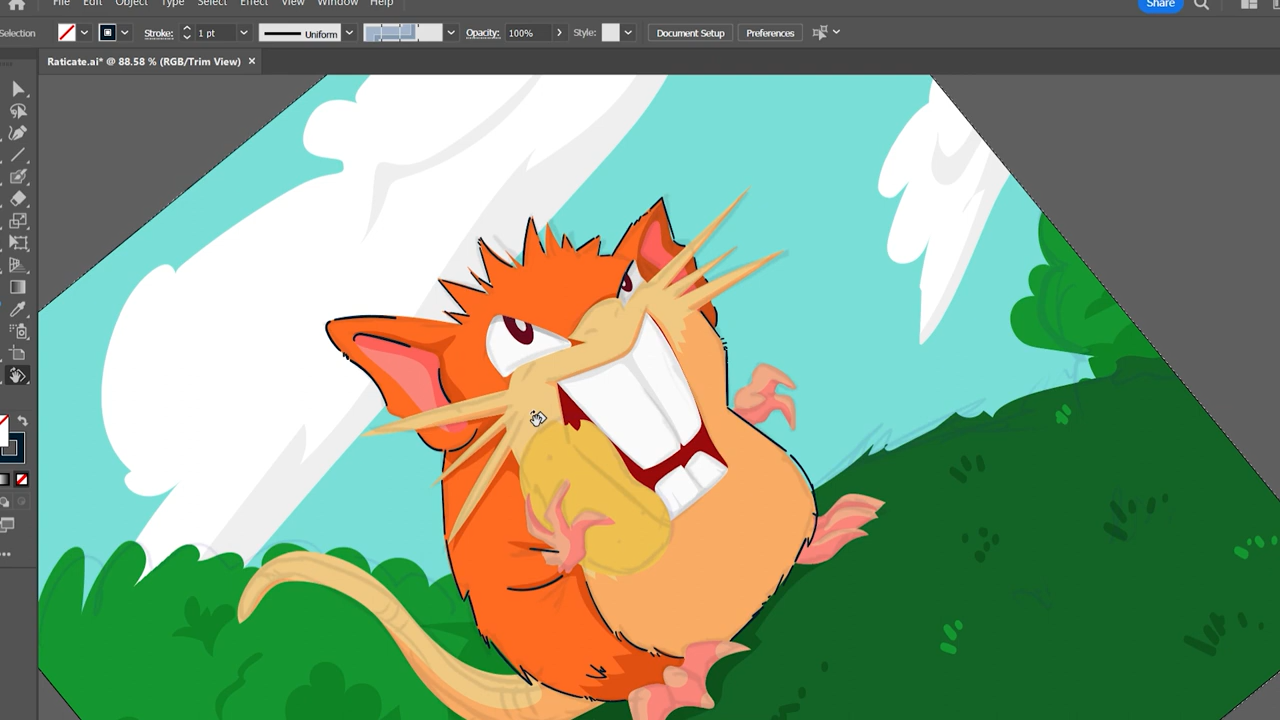 File Edit Object Type Select Effect View Window Help Share
Selection Stroke: 1 pt Uniform Opacity: 100% Style: Document Setup Preferences
Raticate.ai* @ 88.58 % (RGB/Trim View) ×